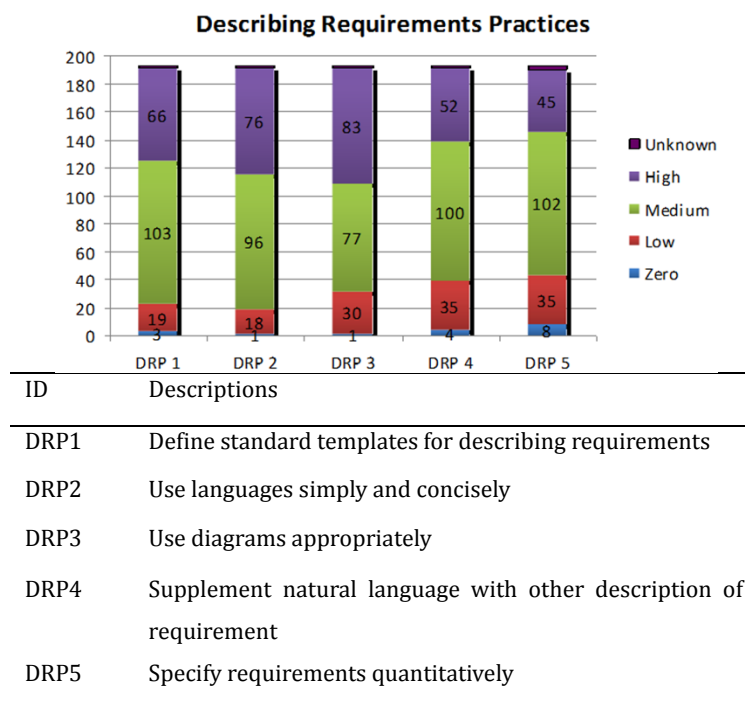 Describing Requirements Practices
200
180
160
140
120
100
80
60
40
20
0
66
76
83
52
45
103
96
77
100
102
19
18
30
35
35
3
1
1
4
8
DRP 1
DRP 2
DRP 3
DRP 4
DRP 5
Unknown
High
Medium
Low
Zero
ID Descriptions
DRP1 Define standard templates for describing requirements
DRP2 Use languages simply and concisely
DRP3 Use diagrams appropriately
DRP4 Supplement natural language with other description of
requirement
DRP5 Specify requirements quantitatively